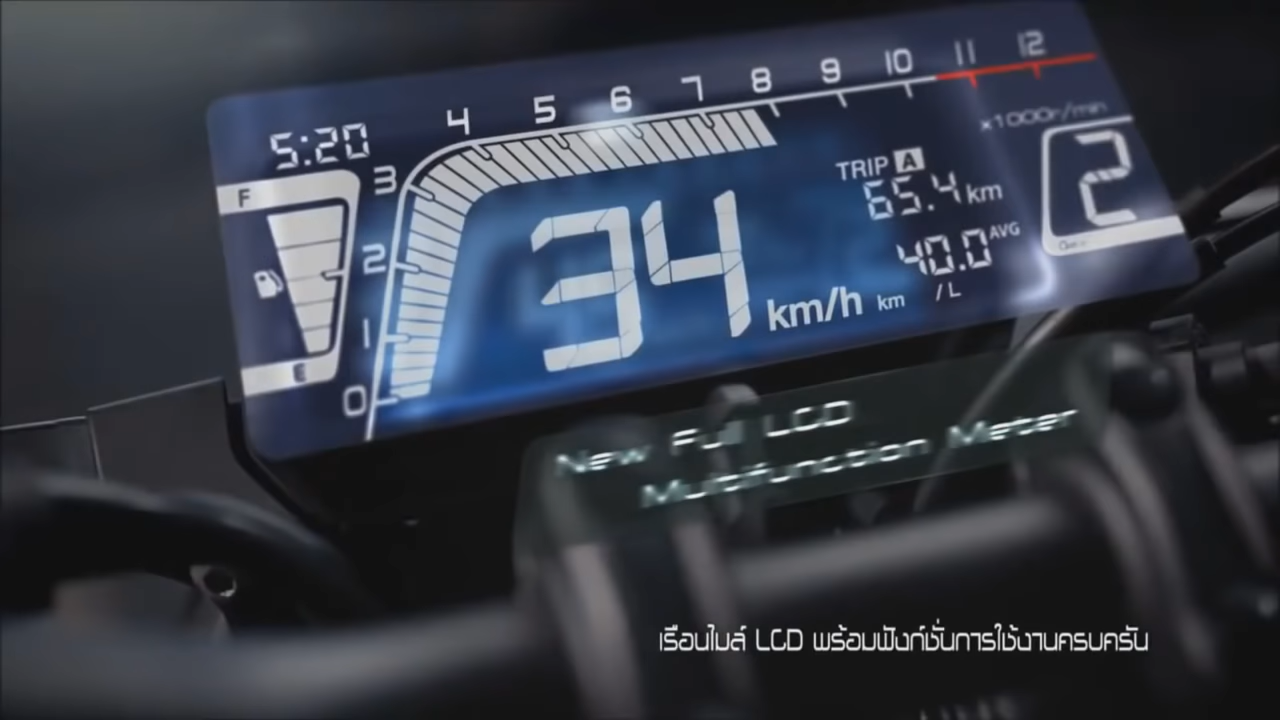 4 5 6 7 8 9 10 11 12
x1000r/min
5:20
F
3
2
1
0
E
34 km/h
TRIP A
65.4 km
40.0 AVG
km/L
2
New Full LCD
Multifunction Meter
เรือนไมล์ LCD พร้อมฟังก์ชั่นการใช้งานครบครัน